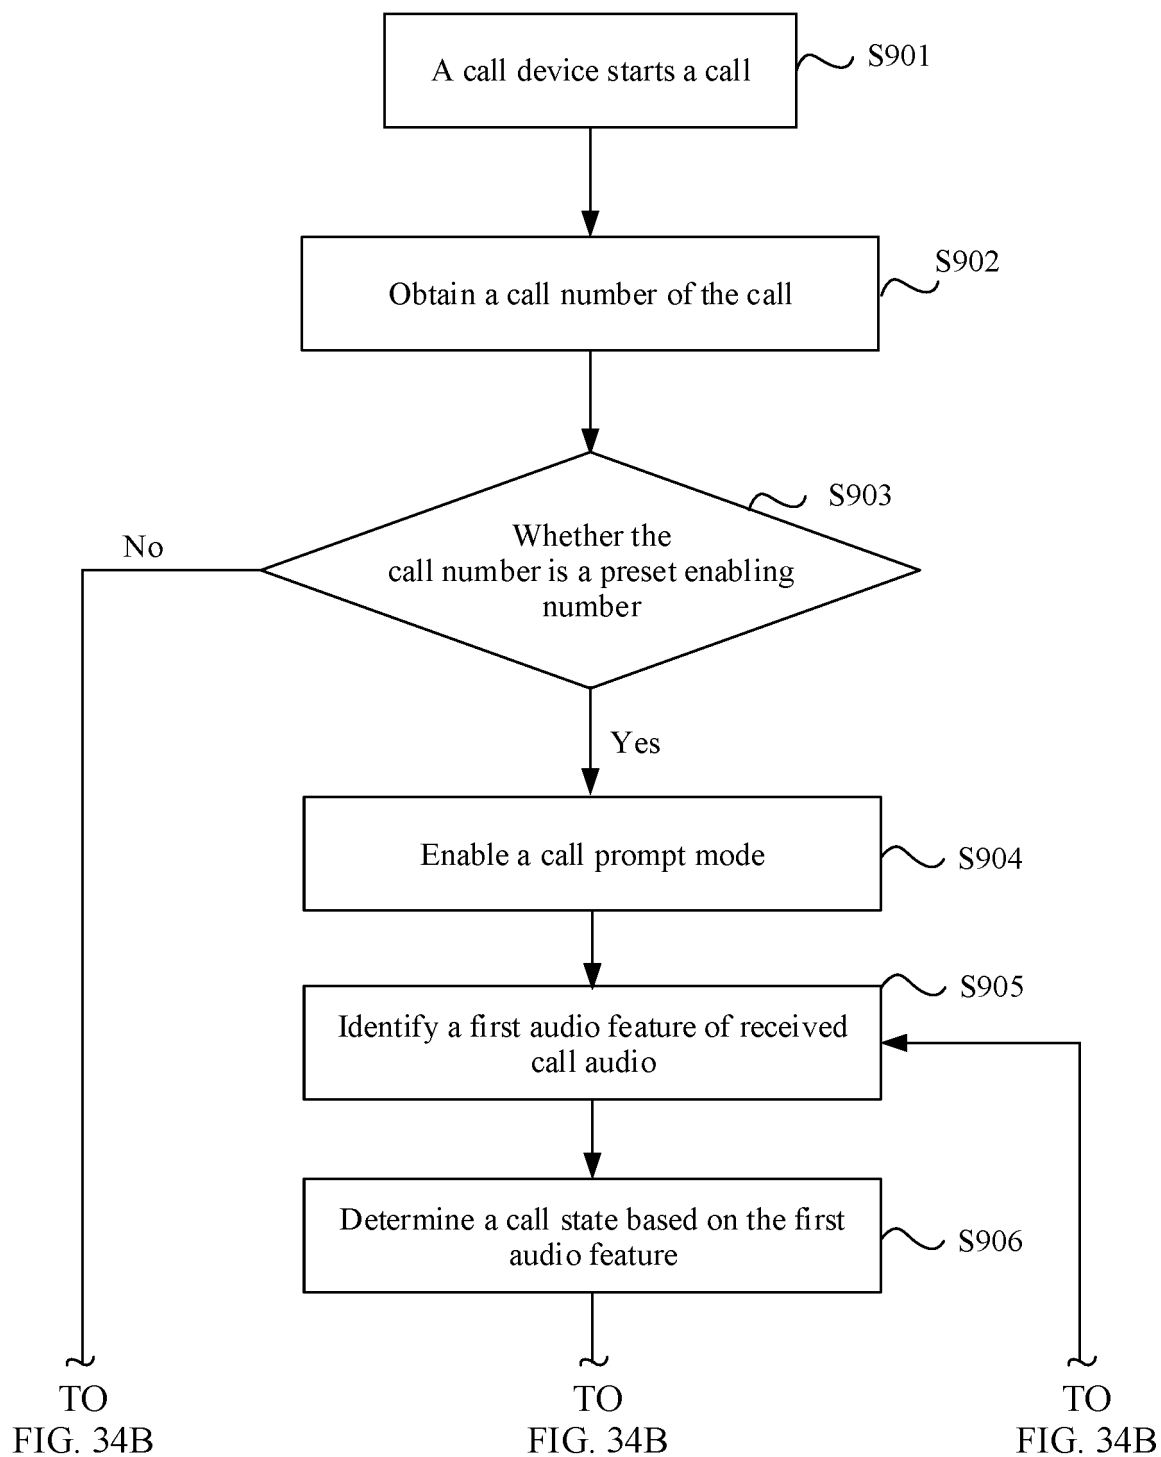 A call device starts a call
S901
Obtain a call number of the call
S902
S903
Whether the
call number is a preset enabling
number
No
Yes
Enable a call prompt mode
S904
S905
Identify a first audio feature of received
call audio
Determine a call state based on the first
audio feature
S906
TO
FIG. 34B
TO
FIG. 34B
TO
FIG. 34B